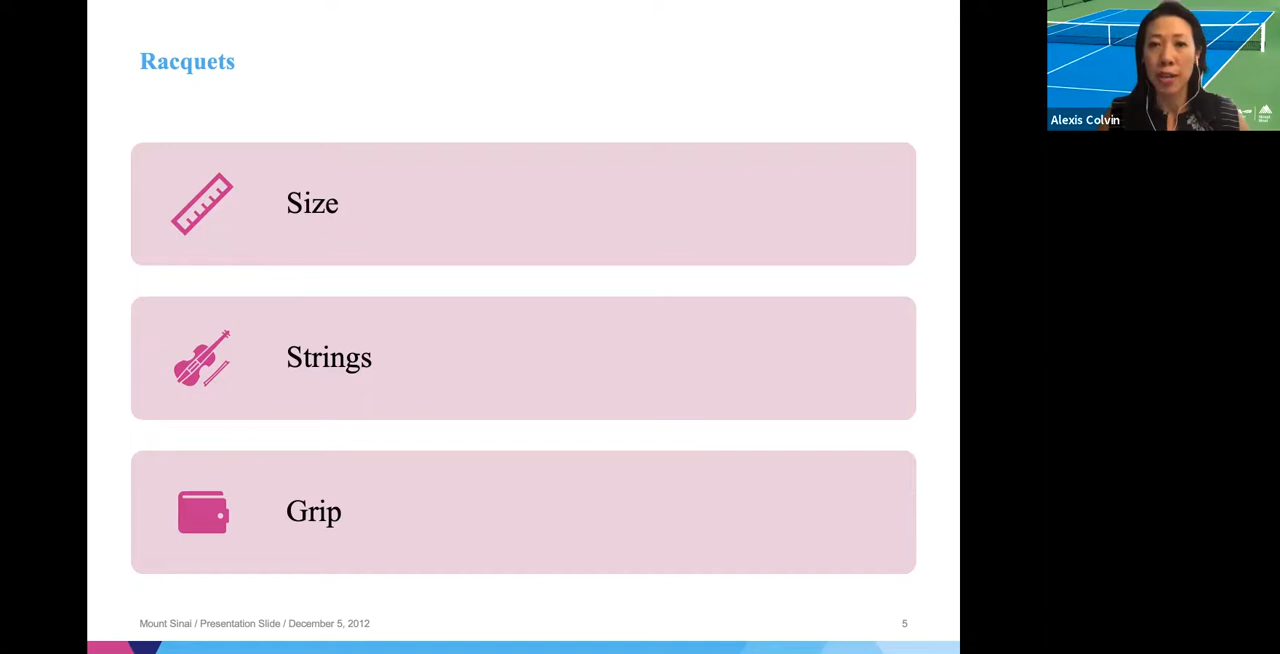 Racquets
Alexis Colvin
Size
Strings
Grip
Mount Sinai / Presentation Slide / December 5, 2012
5